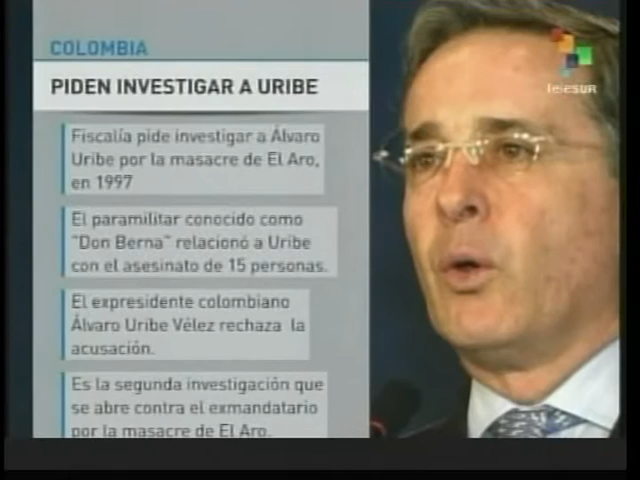 COLOMBIA
PIDEN INVESTIGAR A URIBE
teleSUR
Fiscalía pide investigar a Álvaro
Uribe por la masacre de El Aro,
en 1997
El paramilitar conocido como
"Don Berna" relacionó a Uribe
con el asesinato de 15 personas.
El expresidente colombiano
Álvaro Uribe Vélez rechaza la
acusación.
Es la segunda investigación que
se abre contra el exmandatario
por la masacre de El Aro.